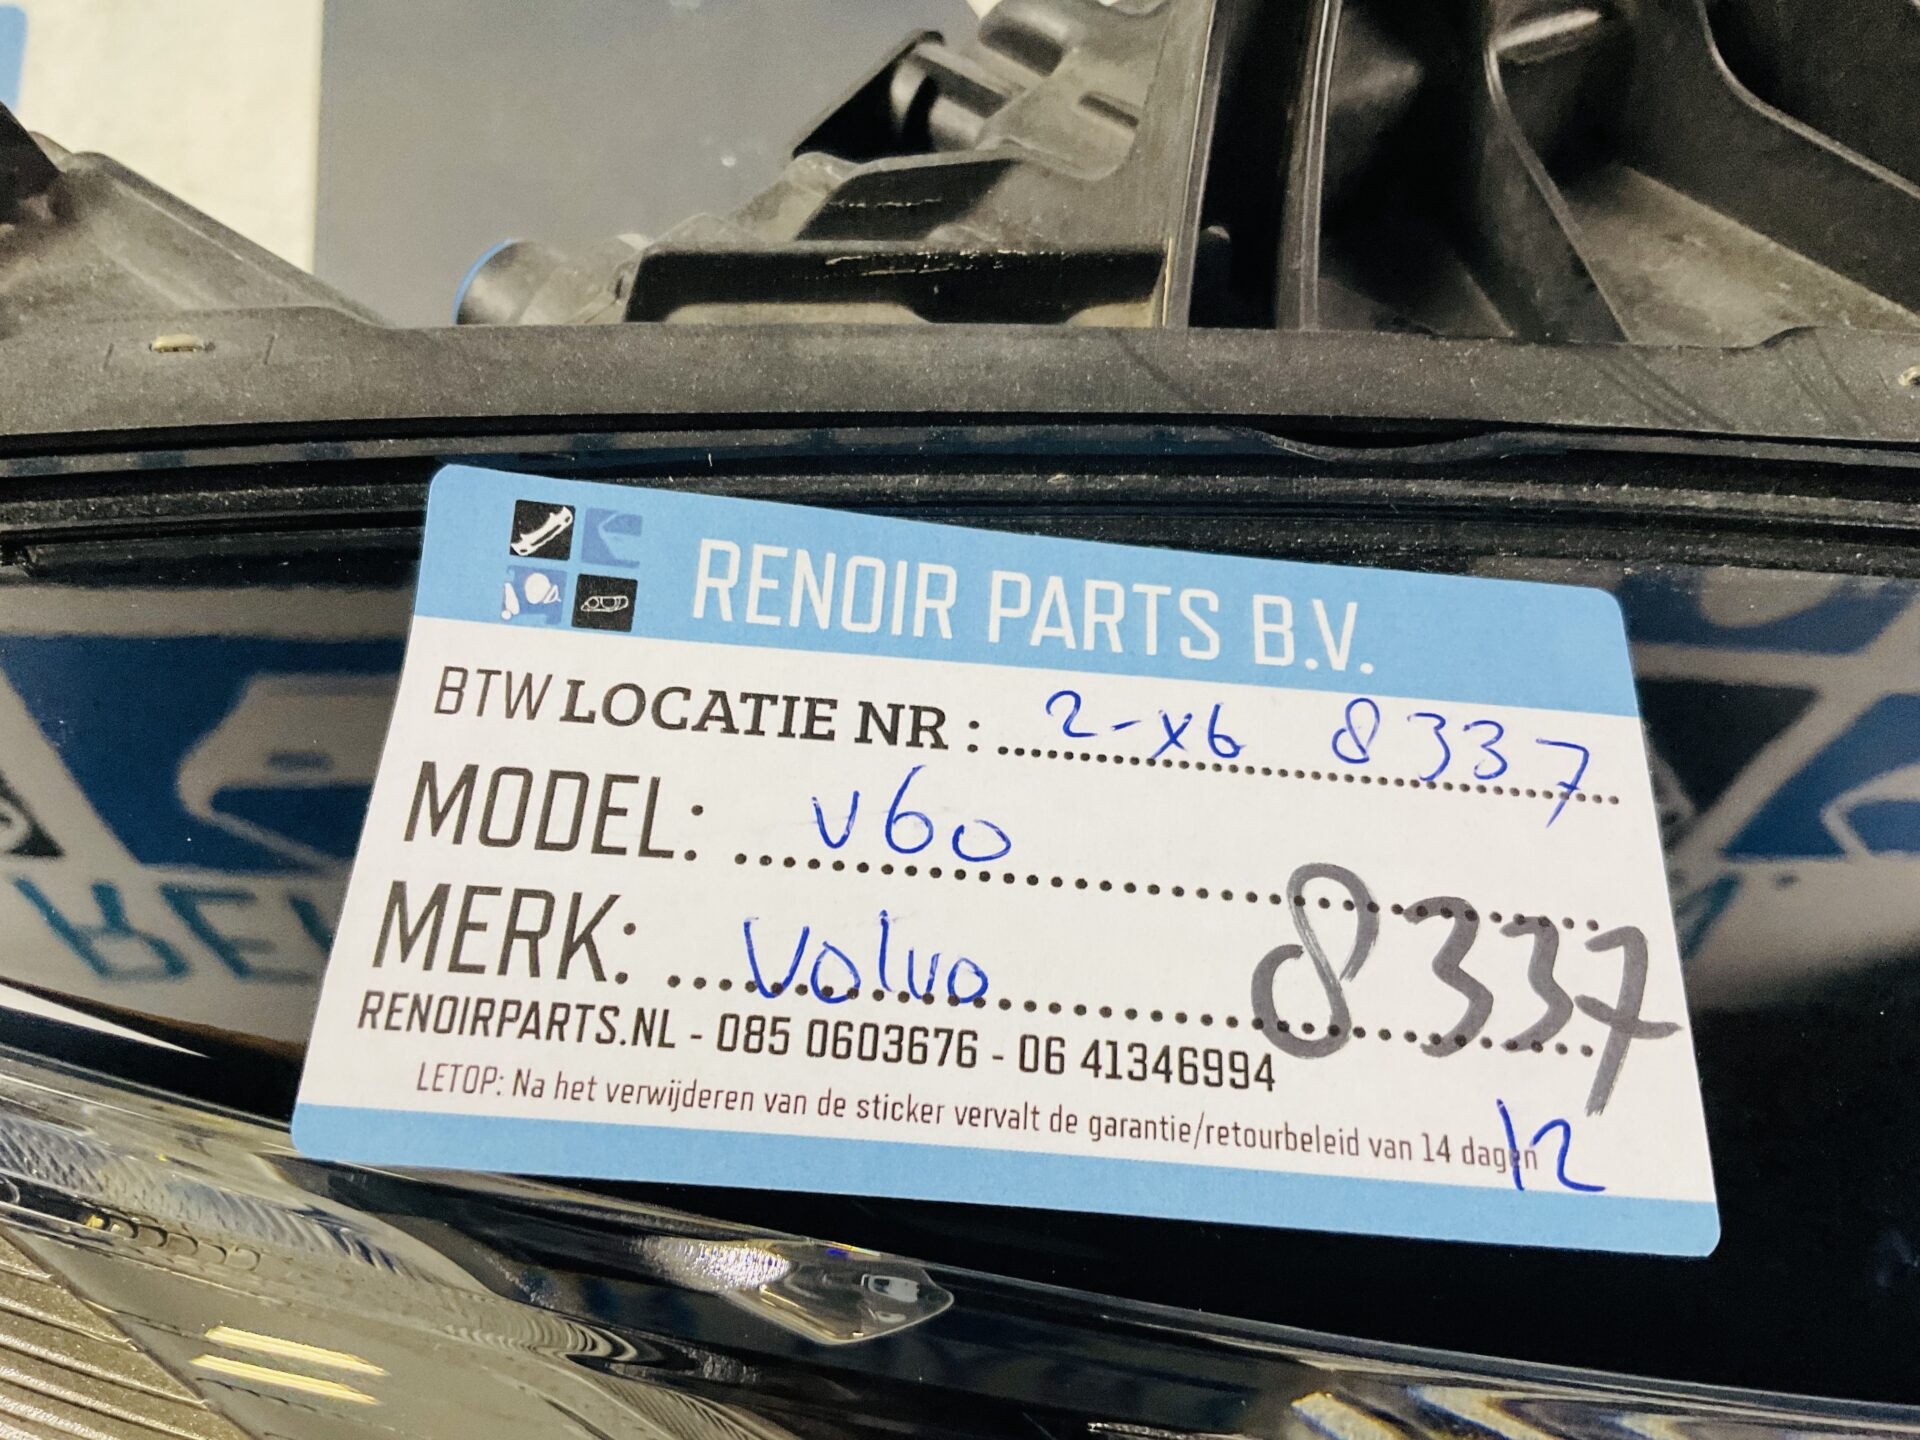 RENOIR PARTS B.V.
BTW LOCATIE NR : 2-x6 8337
MODEL: v60
MERK: Volvo
8337
RENOIRPARTS.NL - 085 0603676 - 06 41346994
LETOP: Na het verwijderen van de sticker vervalt de garantie/retourbeleid van 14 dagen
12